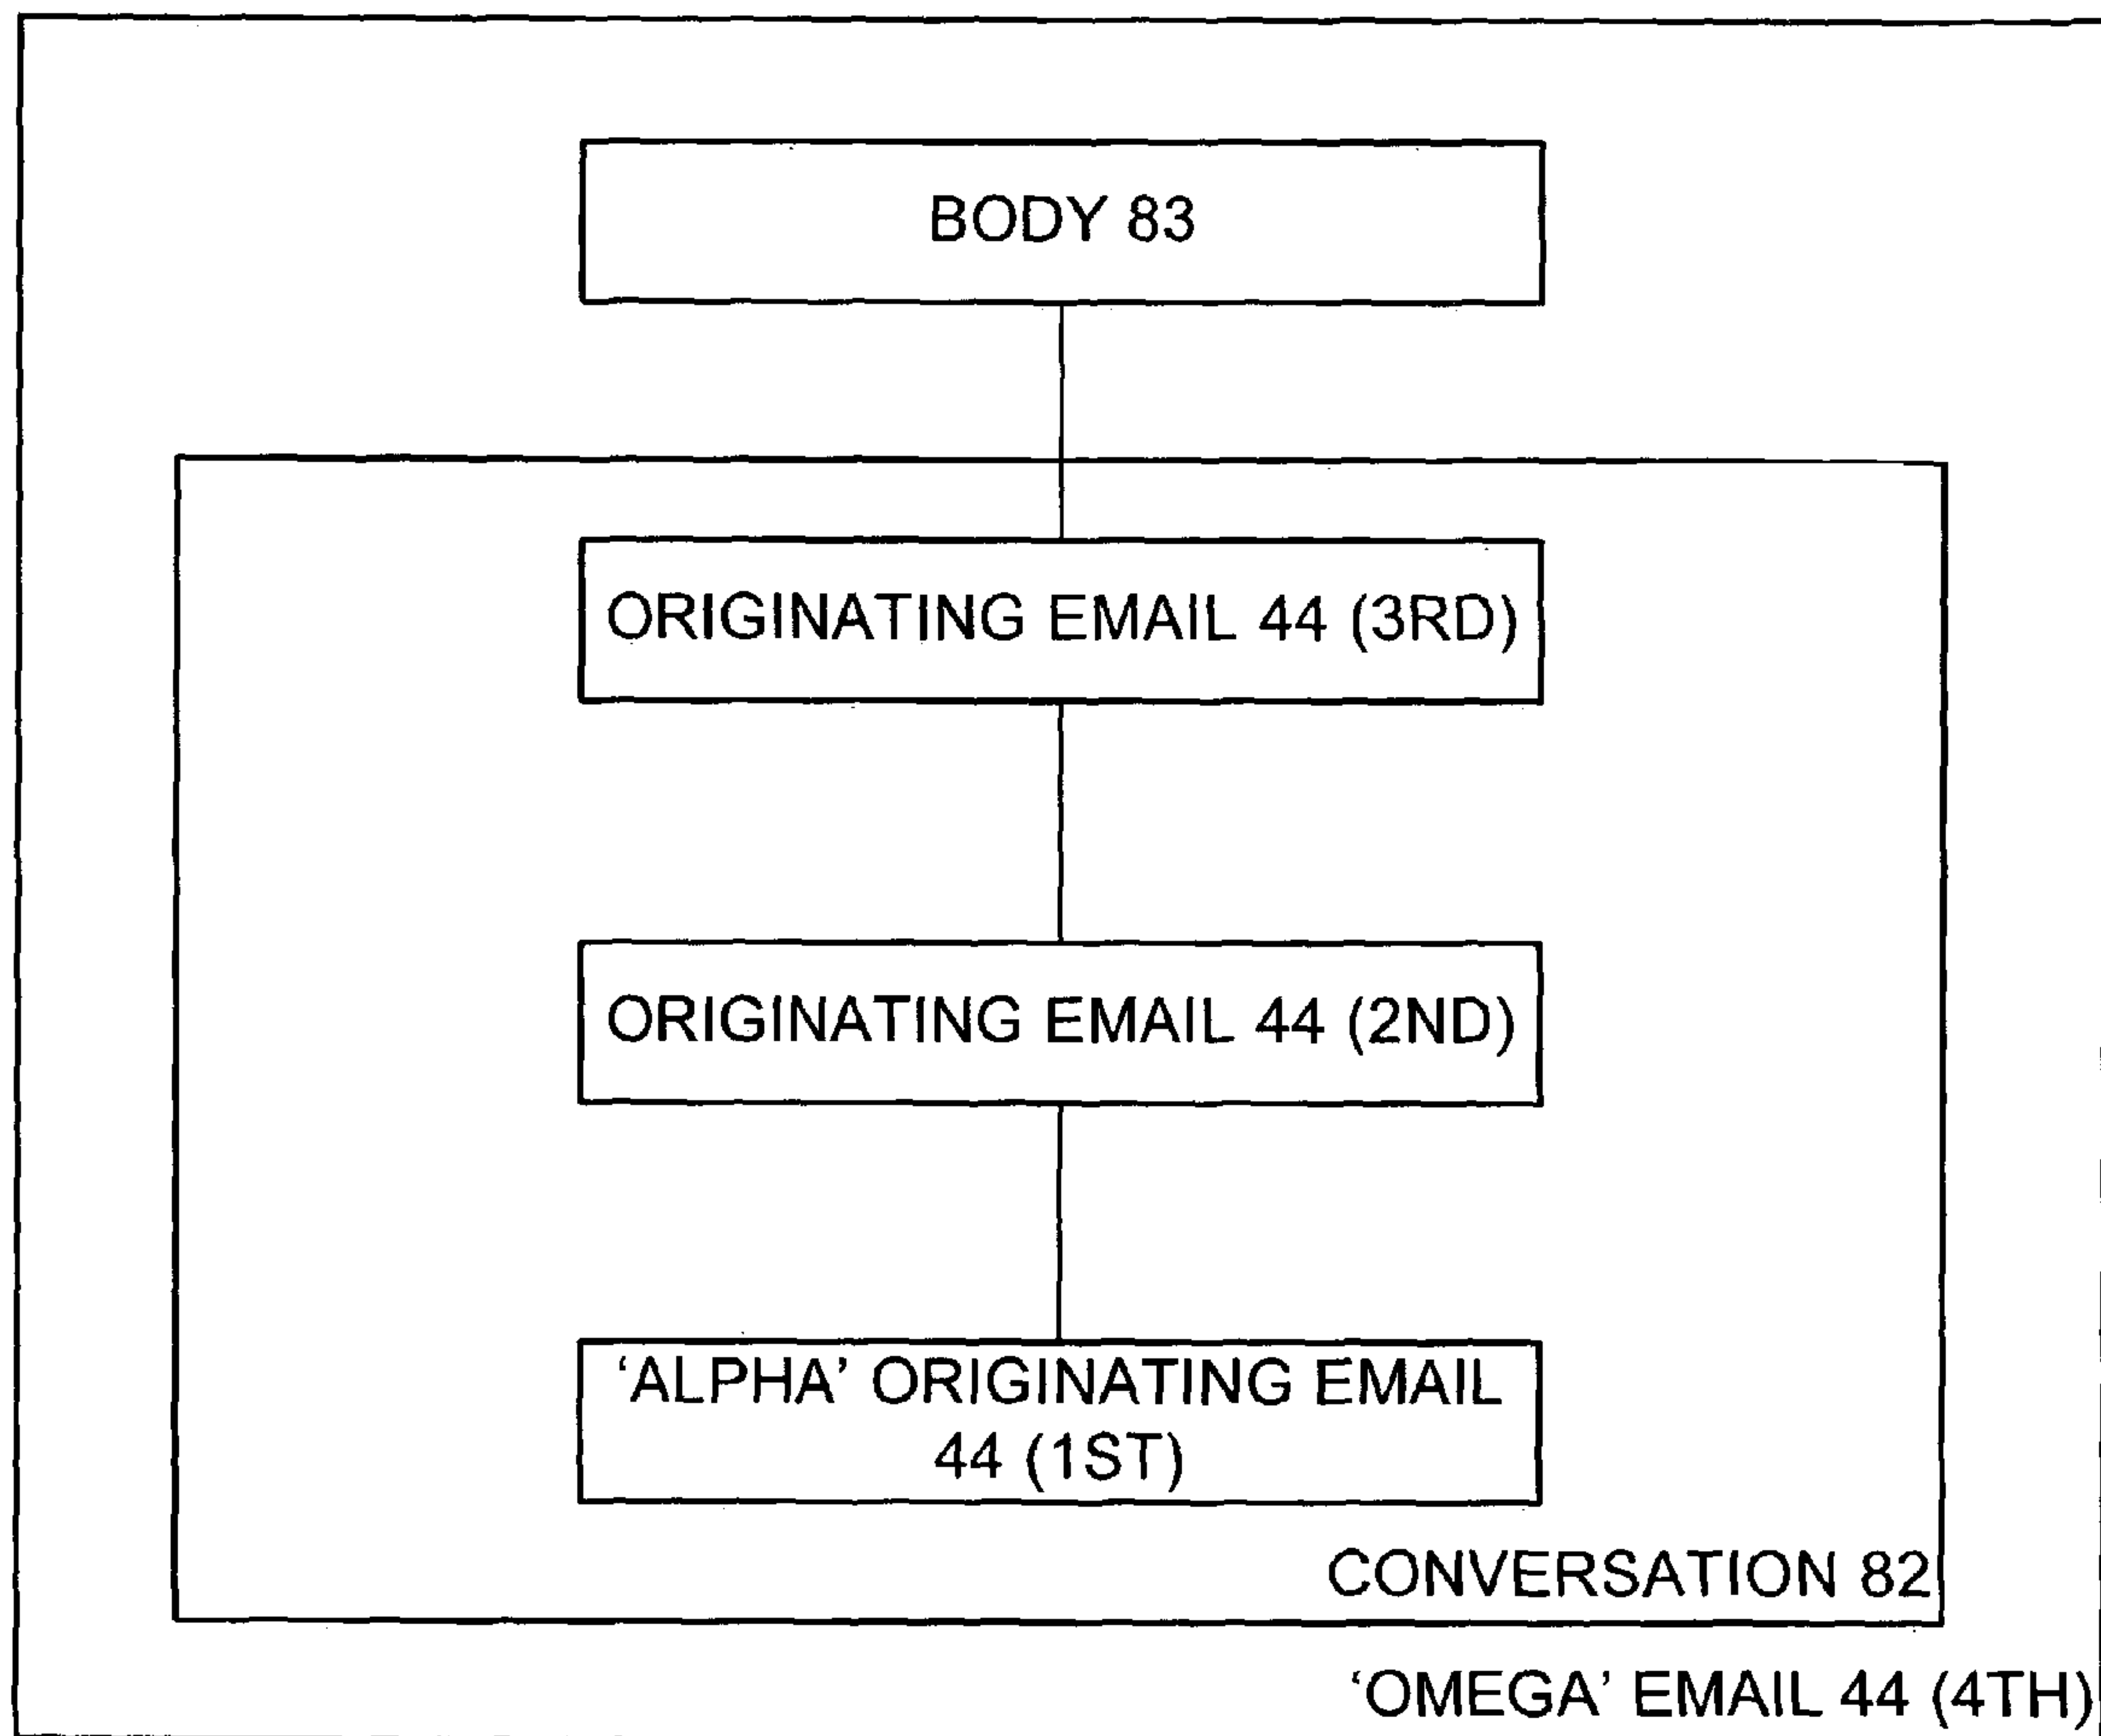 BODY 83
ORIGINATING EMAIL 44 (3RD)
ORIGINATING EMAIL 44 (2ND)
‘ALPHA’ ORIGINATING EMAIL
44 (1ST)
CONVERSATION 82
‘OMEGA’ EMAIL 44 (4TH)